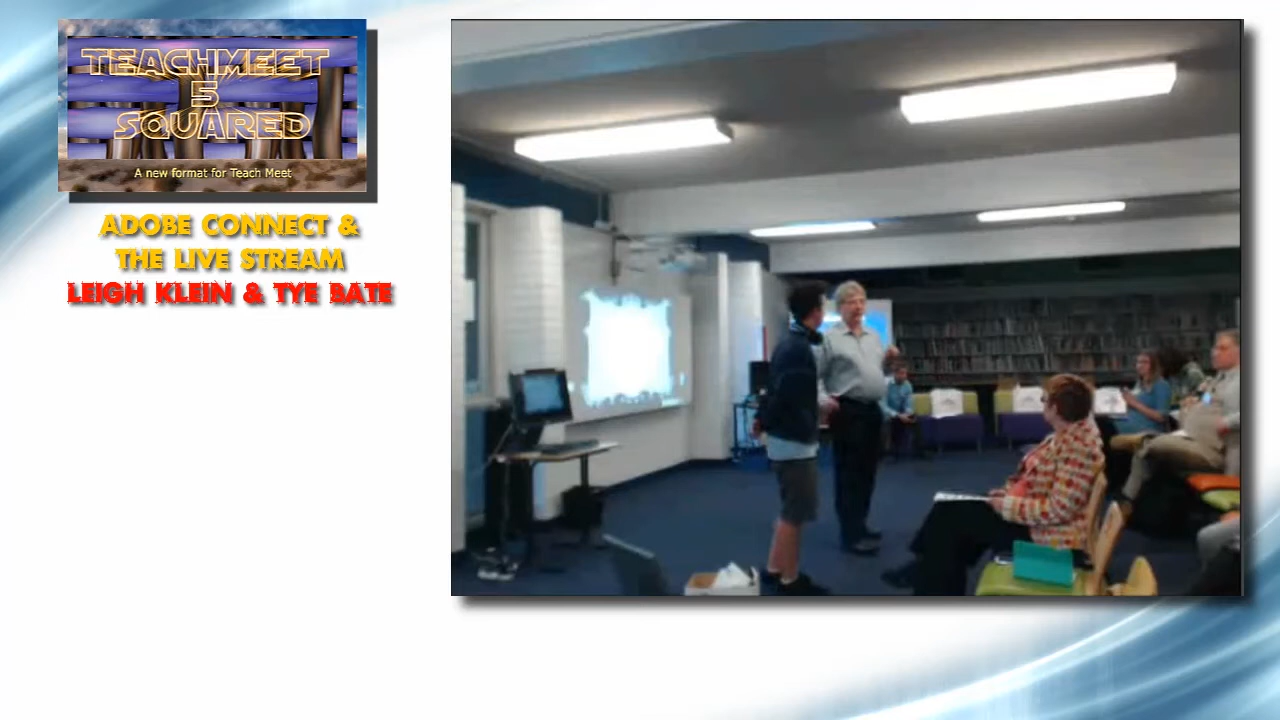 TEACHMEET
5
SQUARED
A new format for Teach Meet
ADOBE CONNECT &
THE LIVE STREAM
LEIGH KLEIN & TYE BATE